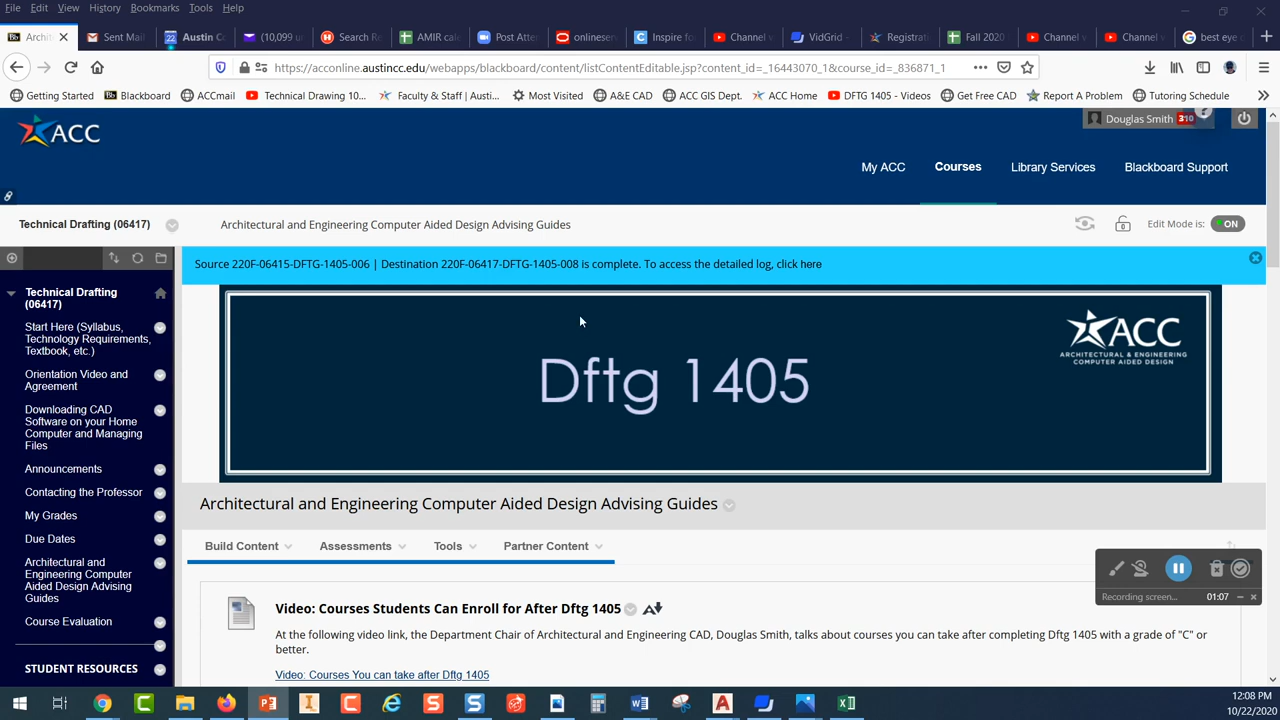 File Edit View History Bookmarks Tools Help
Bb Archit
Sent Mail
22 Austin Co
(10,099 u
Search Re
AMIR cale
Post Atte
onlinesem
Inspire for
Channel v
VidGrid -
Registrati
Fall 2020
Channel v
Channel v
best eye d
https://acconline.austincc.edu/webapps/blackboard/content/listContentEditable.jsp?content_id=_16443070_1&course_id=_836871_1
Getting Started Blackboard ACCmail Technical Drawing 10... Faculty & Staff | Austi... Most Visited A&E CAD ACC GIS Dept. ACC Home DFTG 1405 - Videos Get Free CAD Report A Problem Tutoring Schedule
ACC
Douglas Smith 310
My ACC Courses Library Services Blackboard Support
Technical Drafting (06417)
Architectural and Engineering Computer Aided Design Advising Guides
Edit Mode is: ON
Source 220F-06415-DFTG-1405-006 | Destination 220F-06417-DFTG-1405-008 is complete. To access the detailed log, click here
Technical Drafting
(06417)
Start Here (Syllabus,
Technology Requirements,
Textbook, etc.)
Orientation Video and
Agreement
Downloading CAD
Software on your Home
Computer and Managing
Files
Announcements
Contacting the Professor
My Grades
Due Dates
Architectural and
Engineering Computer
Aided Design Advising
Guides
Course Evaluation
STUDENT RESOURCES
Dftg 1405
ACC
ARCHITECTURAL & ENGINEERING
COMPUTER AIDED DESIGN
Architectural and Engineering Computer Aided Design Advising Guides
Build Content Assessments Tools Partner Content
Video: Courses Students Can Enroll for After Dftg 1405
At the following video link, the Department Chair of Architectural and Engineering CAD, Douglas Smith, talks about courses you can take after completing Dftg 1405 with a grade of "C" or
better.
Video: Courses You can take after Dftg 1405
Recording screen... 01:07
12:08 PM
10/22/2020